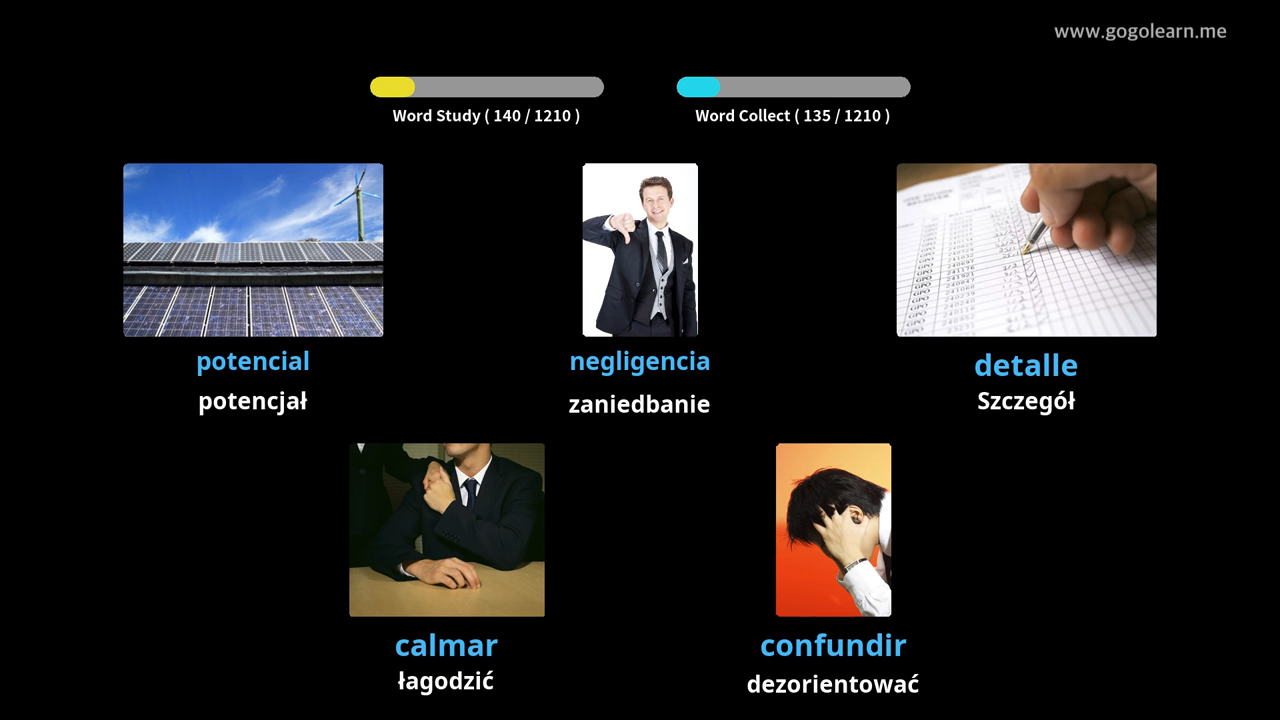 www.gogolearn.me
Word Study ( 140 / 1210 )
Word Collect ( 135 / 1210 )
potencial
negligencia
detalle
potencjał
zaniedbanie
Szczegół
calmar
confundir
łagodzić
dezorientować